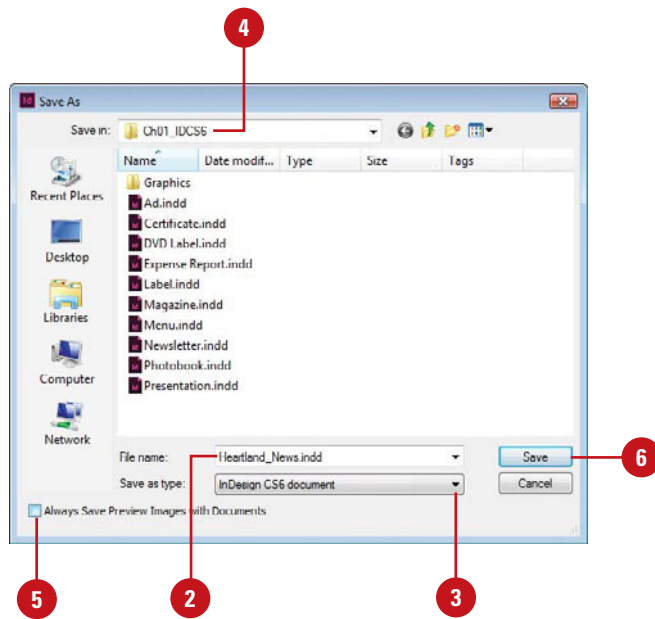 4
Id Save As
Save in: Ch01_IDCS6
Name Date modif... Type Size Tags
Recent Places
Desktop
Libraries
Computer
Network
Graphics
Ad.indd
Certificate.indd
DVD Label.indd
Expense Report.indd
Label.indd
Magazine.indd
Menu.indd
Newsletter.indd
Photobook.indd
Presentation.indd
File name: Heartland_News.indd Save
6
Save as type: InDesign CS6 document Cancel
Always Save Preview Images with Documents
5 2 3